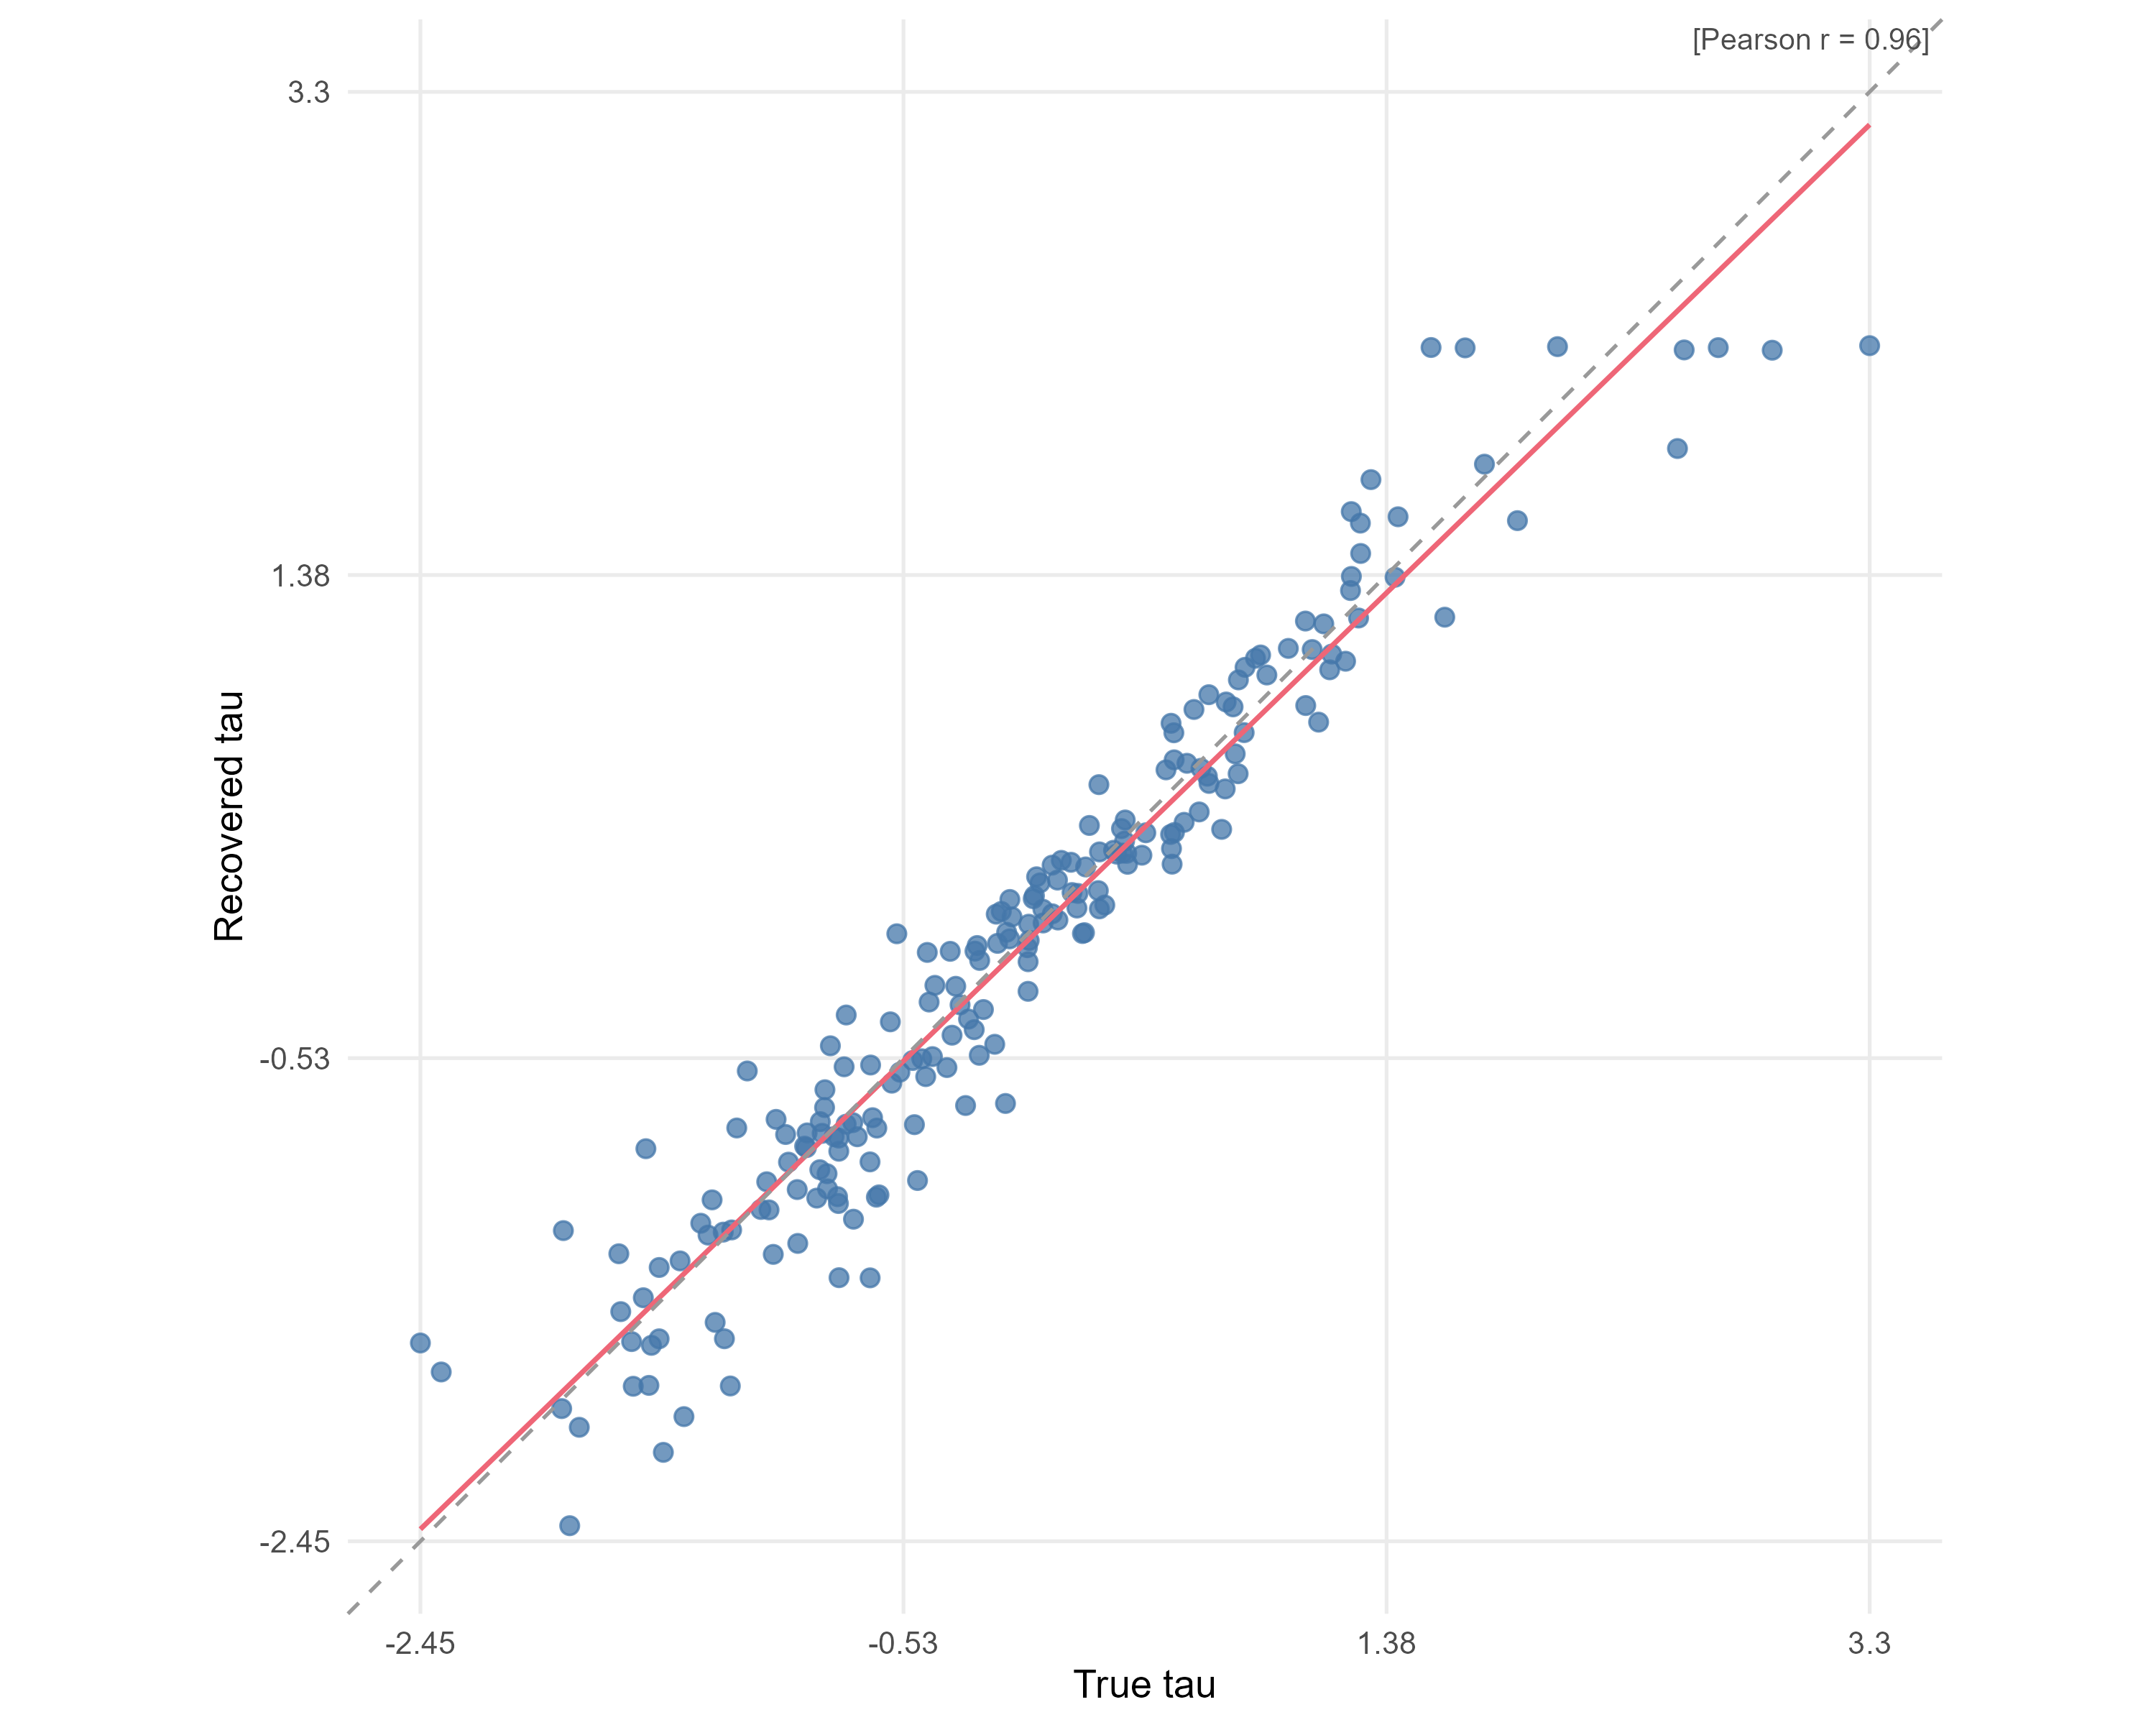 [Pearson r = 0.96]
3.3
1.38
-0.53
-2.45
Recovered tau
-2.45
-0.53
1.38
3.3
True tau